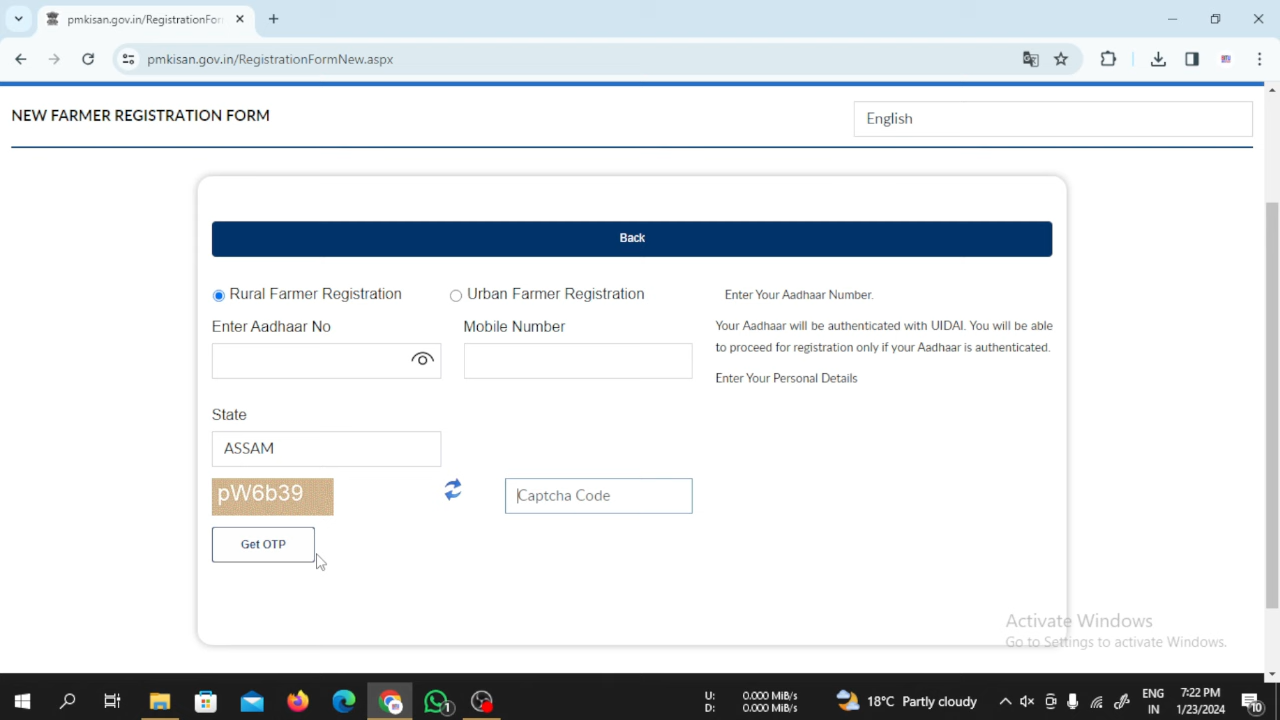 pmkisan.gov.in/RegistrationFor
pmkisan.gov.in/RegistrationFormNew.aspx
NEW FARMER REGISTRATION FORM
English
Back
Rural Farmer Registration
Urban Farmer Registration
Enter Your Aadhaar Number.
Enter Aadhaar No
Mobile Number
Your Aadhaar will be authenticated with UIDAI. You will be able
to proceed for registration only if your Aadhaar is authenticated.
Enter Your Personal Details
State
ASSAM
pW6b39
Captcha Code
Get OTP
Activate Windows
Go to Settings to activate Windows.
1
U: 0.000 MiB/s
D: 0.000 MiB/s
18°C Partly cloudy
ENG
IN
7:22 PM
1/23/2024
10